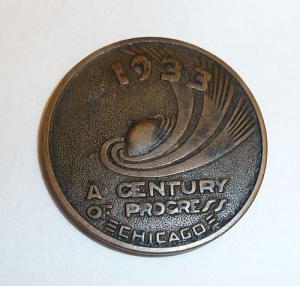 1933
A CENTURY
OF PROGRESS
CHICAGO